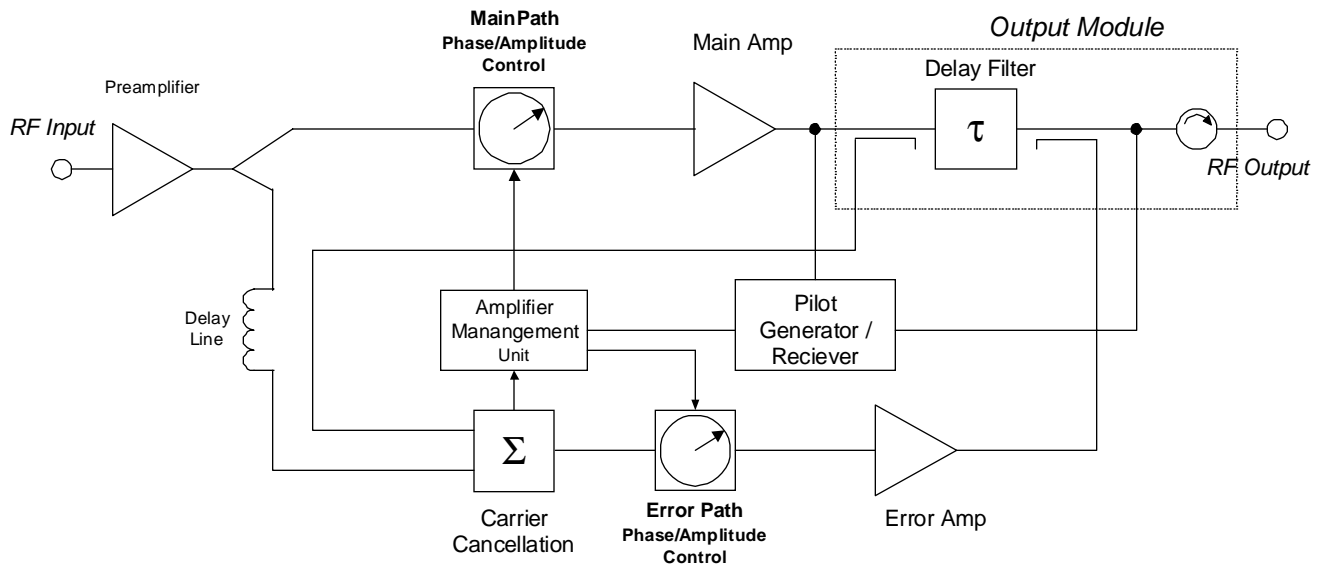 MainPath
Phase/Amplitude
Control
Main Amp
Output Module
Delay Filter
Preamplifier
RF Input
τ
RF Output
Delay
Line
Amplifier
Manangement
Unit
Pilot
Generator /
Reciever
Σ
Carrier
Cancellation
Error Path
Phase/Amplitude
Control
Error Amp